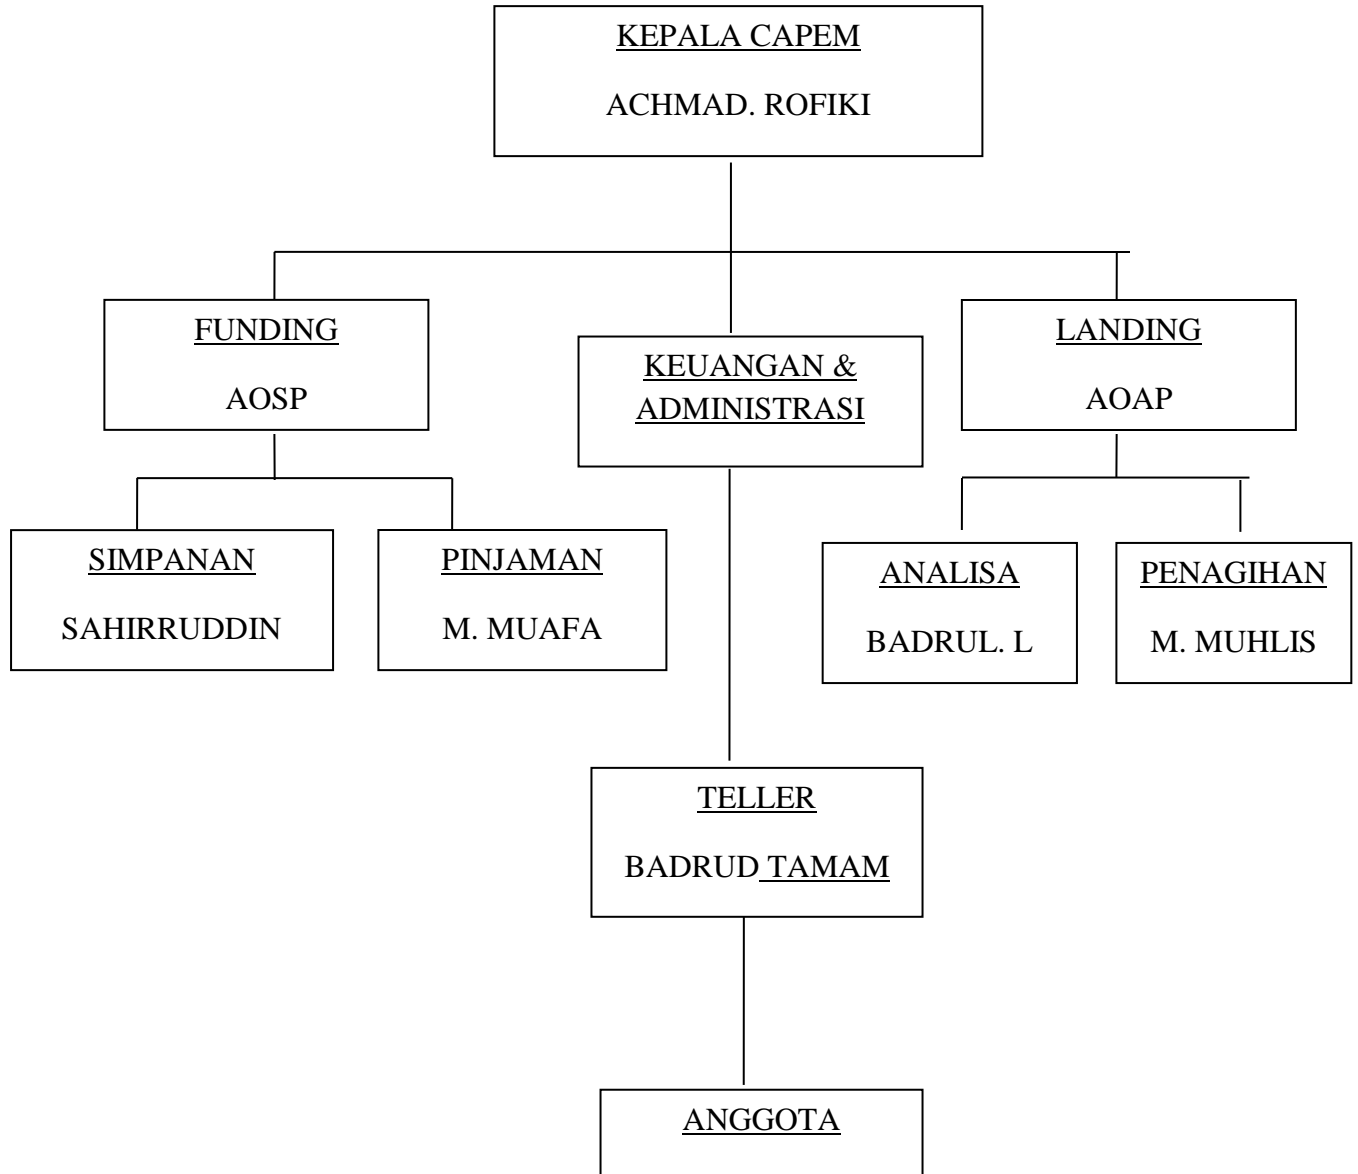 KEPALA CAPEM
ACHMAD. ROFIKI
FUNDING
AOSP
KEUANGAN &
ADMINISTRASI
LANDING
AOAP
SIMPANAN
SAHIRRUDDIN
PINJAMAN
M. MUAFA
ANALISA
BADRUL. L
PENAGIHAN
M. MUHLIS
TELLER
BADRUD TAMAM
ANGGOTA